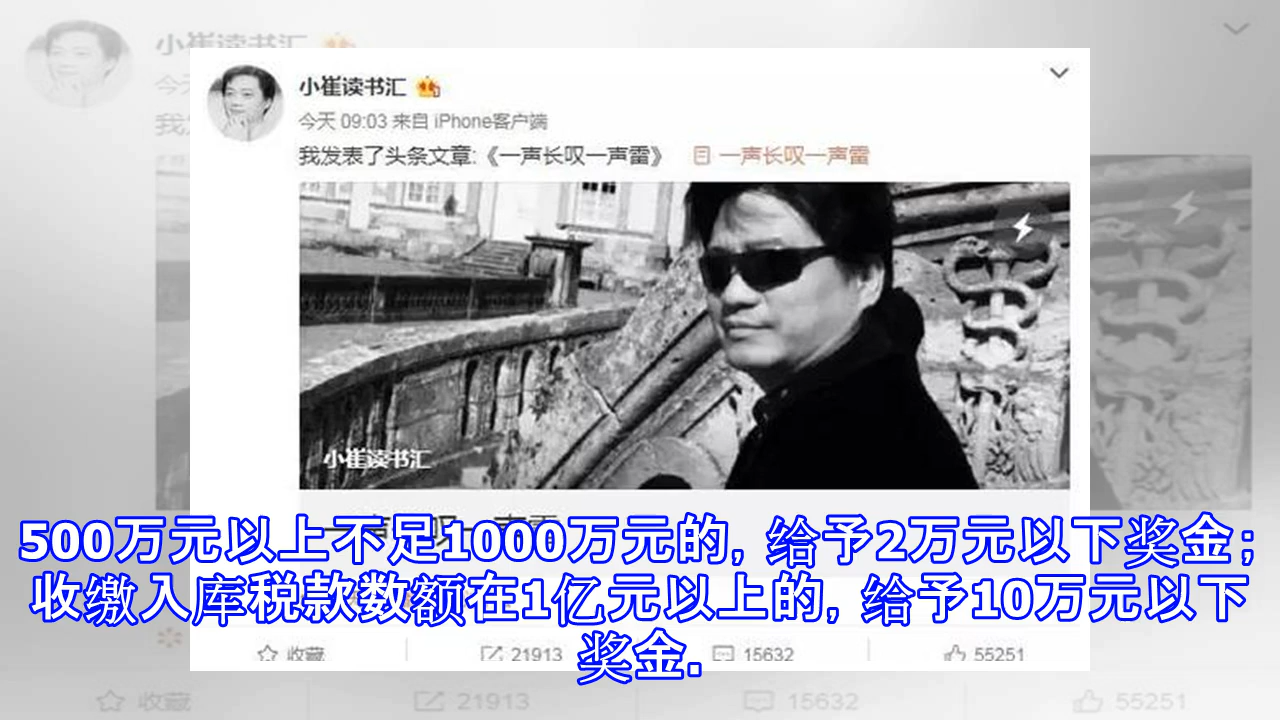 小崔读书汇
今天 09:03 来自 iPhone客户端
我发表了头条文章:《一声长叹一声雷》 一声长叹一声雷
小崔读书汇
500万元以上不足1000万元的, 给予2万元以下奖金;
收缴入库税款数额在1亿元以上的, 给予10万元以下
奖金.
收藏 21913 15632 55251
收藏 21913 15632 55251